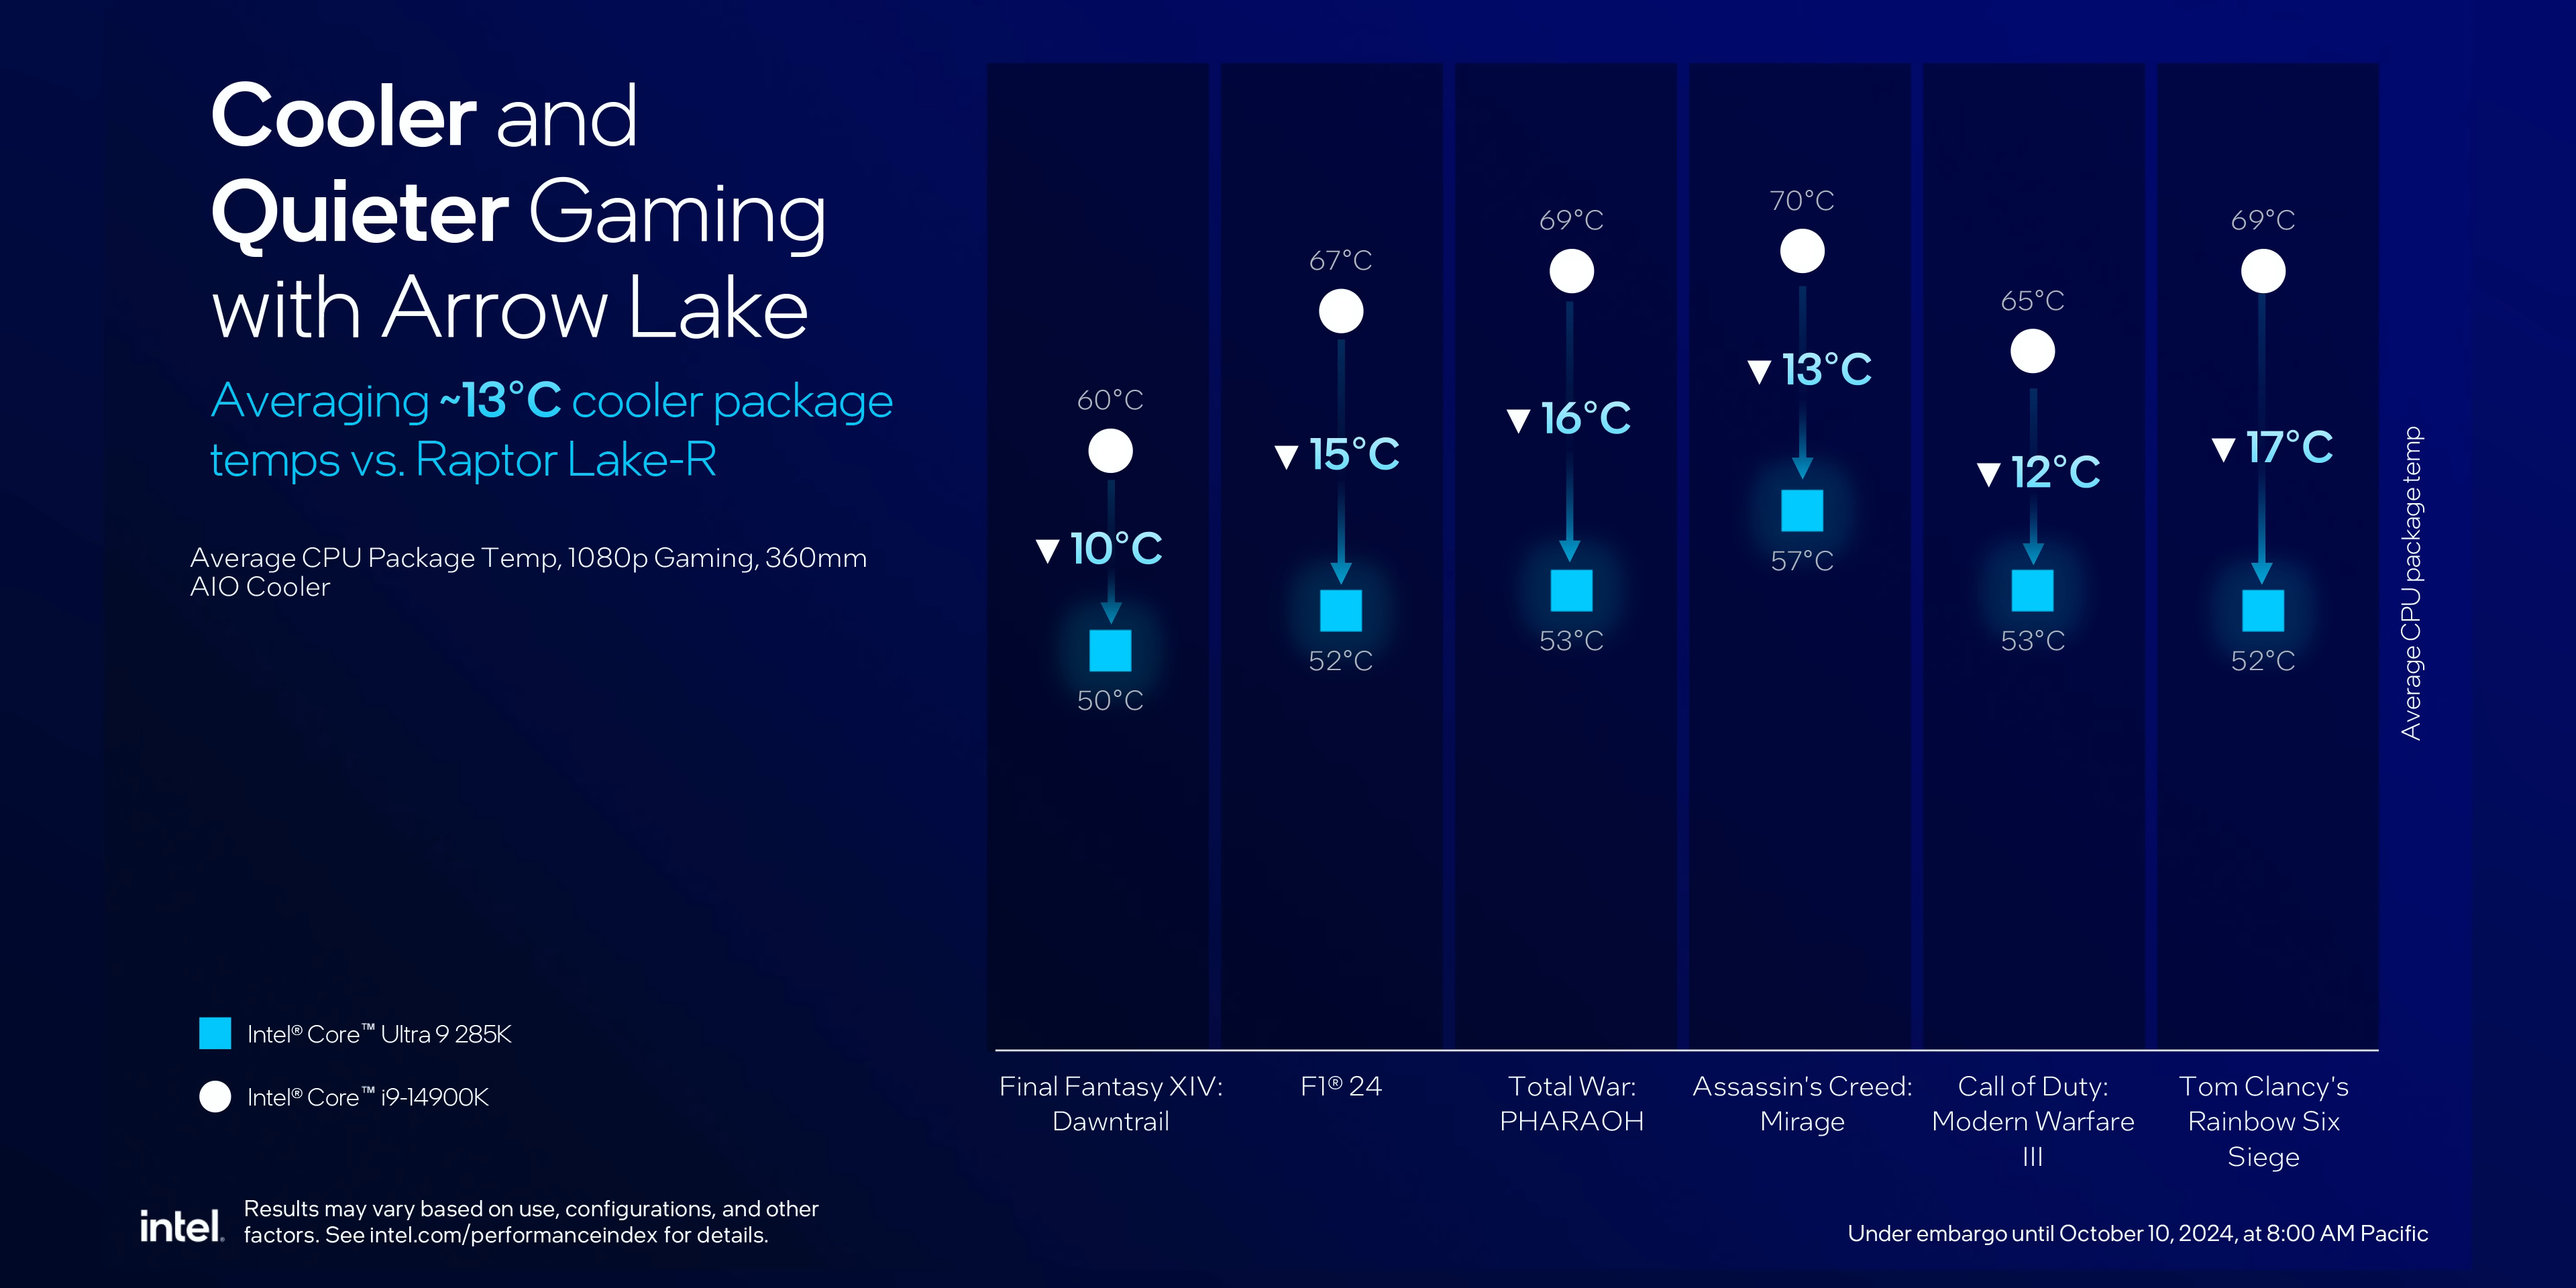 Cooler and
Quieter Gaming
with Arrow Lake
Averaging ~13°C cooler package
temps vs. Raptor Lake-R
Average CPU Package Temp, 1080p Gaming, 360mm
AIO Cooler
Intel® Core™ Ultra 9 285K
Intel® Core™ i9-14900K
60°C
▼ 10°C
50°C
67°C
▼ 15°C
52°C
69°C
▼ 16°C
53°C
70°C
▼ 13°C
57°C
65°C
▼ 12°C
53°C
69°C
▼ 17°C
52°C
Average CPU package temp
Final Fantasy XIV:
Dawntrail
F1® 24
Total War:
PHARAOH
Assassin's Creed:
Mirage
Call of Duty:
Modern Warfare
III
Tom Clancy's
Rainbow Six
Siege
intel.
Results may vary based on use, configurations, and other
factors. See intel.com/performanceindex for details.
Under embargo until October 10, 2024, at 8:00 AM Pacific